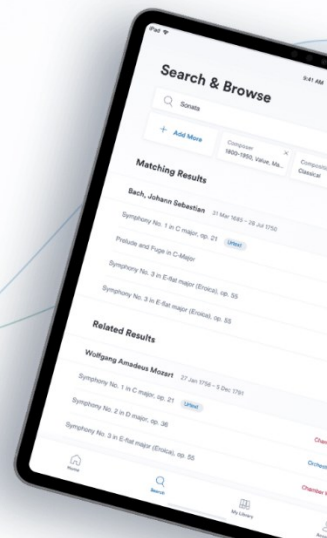 iPad
9:41 AM
Search & Browse
Sonata
+ Add More
Composer
1800-1850, Value, Ma...
×
Classical
Matching Results
Bach, Johann Sebastian 21 Mar 1685 – 28 Jul 1750
Symphony No. 1 in C major, op. 21 Urtext
Prelude and Fuge in C-Major
Symphony No. 3 in E-flat major (Eroica), op. 55
Symphony No. 3 in E-flat major (Eroica), op. 55
Related Results
Wolfgang Amadeus Mozart 27 Jan 1756 – 5 Dec 1791
Symphony No. 1 in C major, op. 21 Urtext
Symphony No. 2 in D major, op. 36
Symphony No. 3 in E-flat major (Eroica), op. 55
Home
Search
My Library